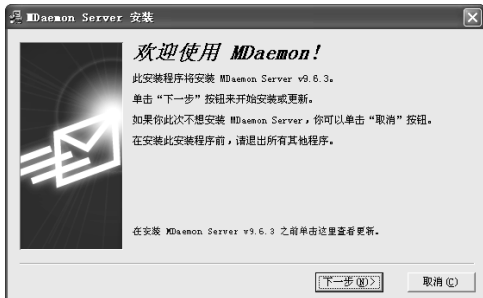 MDaemon Server 安装
欢迎使用 MDaemon!
此安装程序将安装 MDaemon Server v9.6.3。
单击“下一步”按钮来开始安装或更新。
如果你此次不想安装 MDaemon Server，你可以单击“取消”按钮。
在安装此安装程序前，请退出所有其他程序。
在安装 MDaemon Server v9.6.3 之前单击这里查看更新。
下一步(N)>
取消(C)